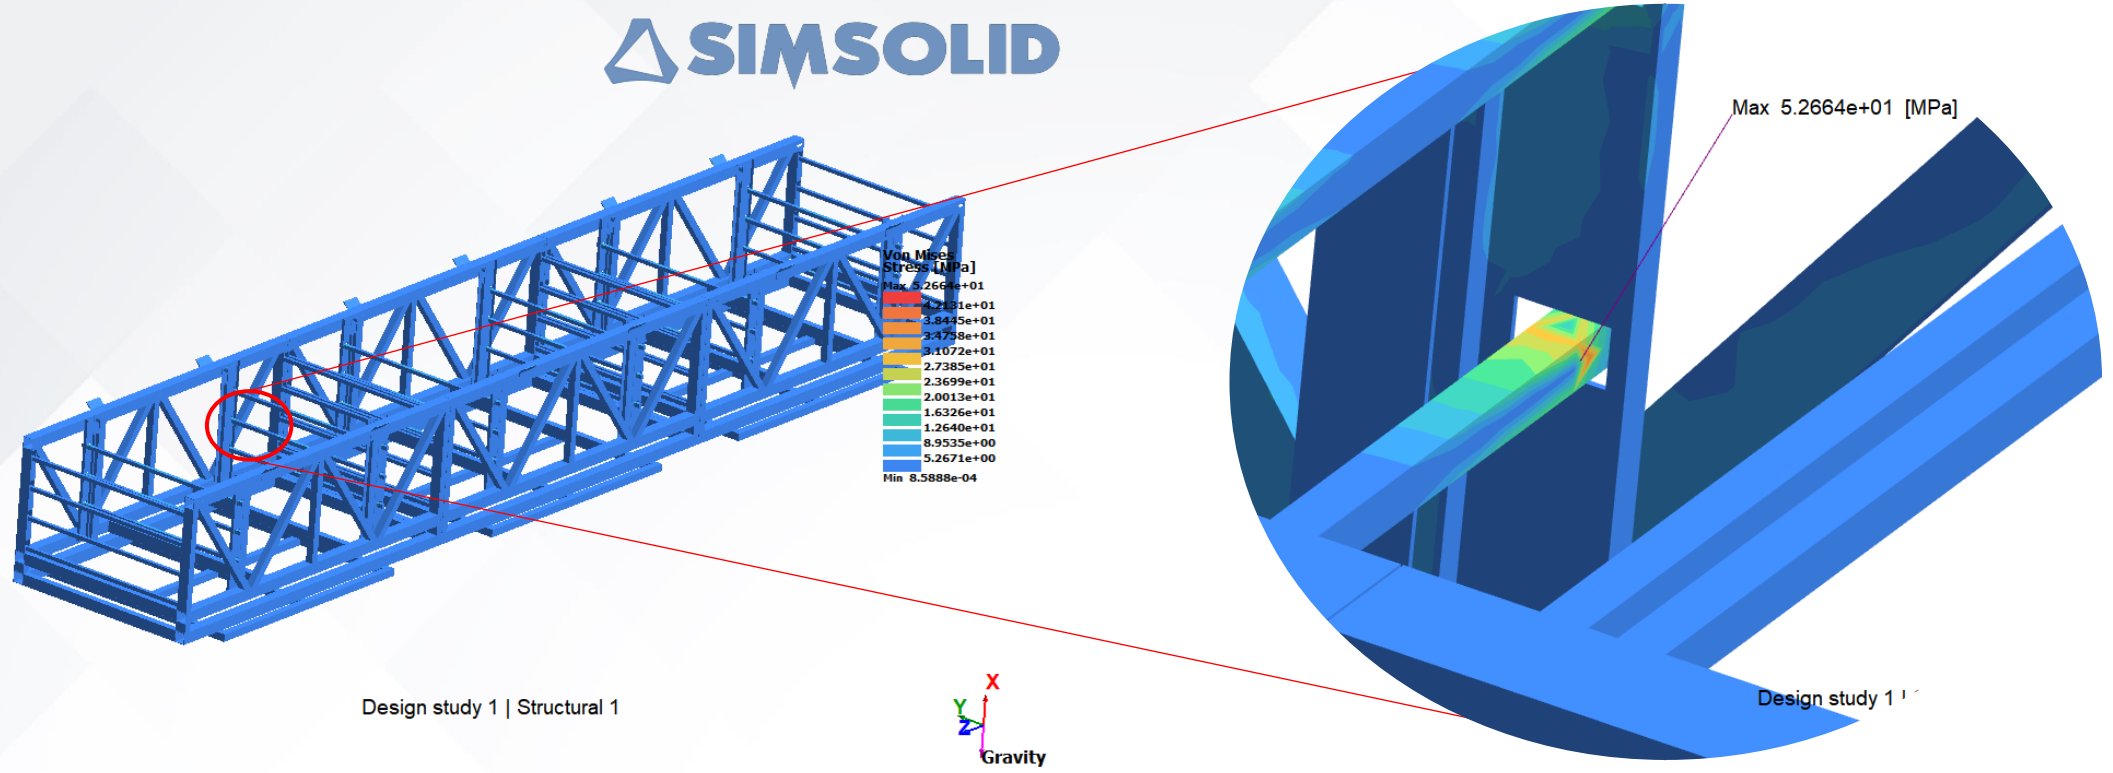 SIMSOLID
Max 5.2664e+01 [MPa]
Von Mises
Stress [MPa]
Max 5.2664e+01
4.2131e+01
3.8445e+01
3.4758e+01
3.1072e+01
2.7385e+01
2.3699e+01
2.0013e+01
1.6326e+01
1.2640e+01
8.9535e+00
5.2671e+00
Min 8.5888e-04
Design study 1 | Structural 1
X
Y
Z
Gravity
Design study 1